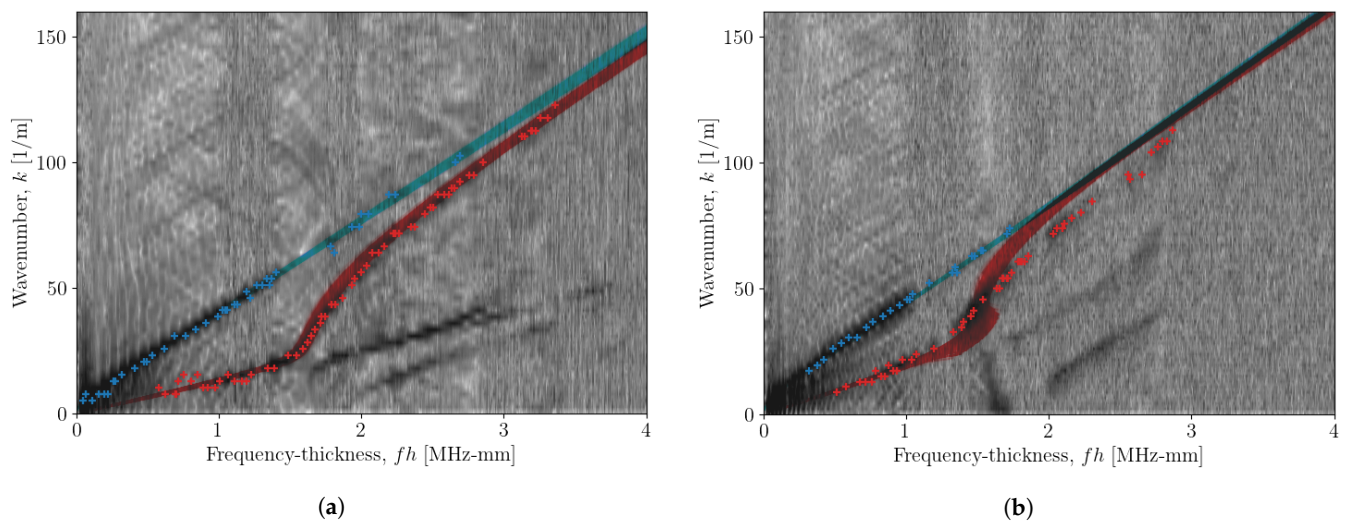 150
100
50
0
Wavenumber, k [1/m]
0 1 2 3 4
Frequency-thickness, fh [MHz-mm]
(a)
150
100
50
0
Wavenumber, k [1/m]
0 1 2 3 4
Frequency-thickness, fh [MHz-mm]
(b)